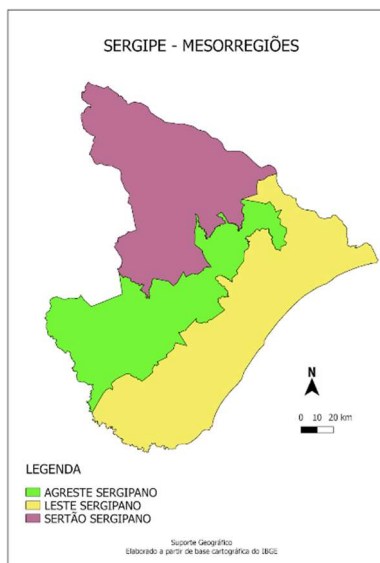 SERGIPE - MESORREGIÕES
N
0 10 20 km
LEGENDA
AGRESTE SERGIPANO
LESTE SERGIPANO
SERTÃO SERGIPANO
Suporte Geográfico
Elaborado a partir de base cartográfica do IBGE